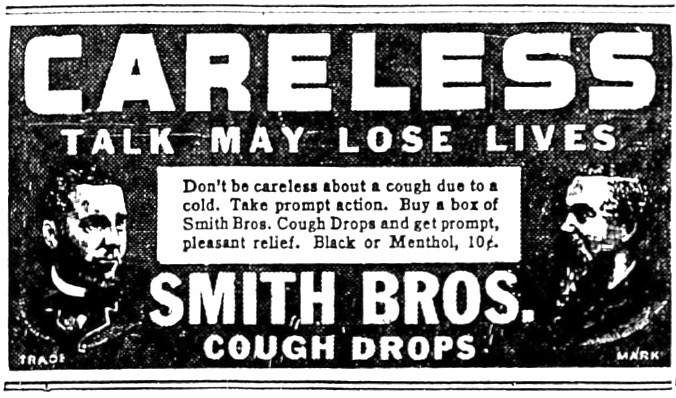 CARELESS
TALK MAY LOSE LIVES
Don't be careless about a cough due to a
cold. Take prompt action. Buy a box of
Smith Bros. Cough Drops and get prompt,
pleasant relief. Black or Menthol, 10¢.
SMITH BROS.
COUGH DROPS
TRADE
MARK